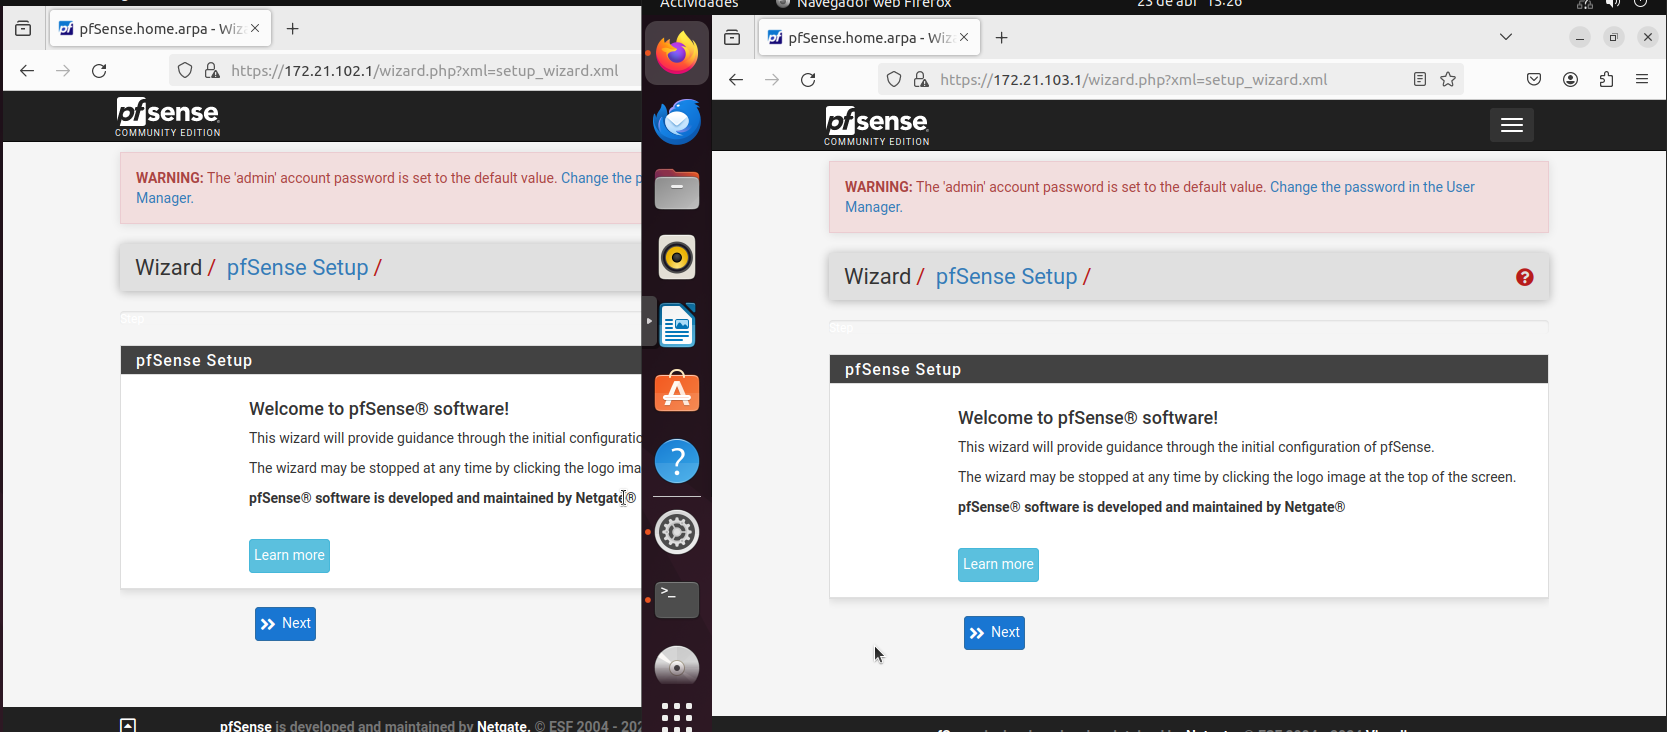 pfSense.home.arpa - Wiz
https://172.21.102.1/wizard.php?xml=setup_wizard.xml
pfsense
COMMUNITY EDITION
WARNING: The 'admin' account password is set to the default value. Change the p
Manager.
Wizard / pfSense Setup /
Step
pfSense Setup
Welcome to pfSense® software!
This wizard will provide guidance through the initial configuratio
The wizard may be stopped at any time by clicking the logo ima
pfSense® software is developed and maintained by Netgate®
Learn more
Next
pfSense is developed and maintained by Netgate. © ESF 2004 - 202
Actividades
Navegador web Firefox
23 de abr 13:26
pfSense.home.arpa - Wiz
https://172.21.103.1/wizard.php?xml=setup_wizard.xml
pfsense
COMMUNITY EDITION
WARNING: The 'admin' account password is set to the default value. Change the password in the User
Manager.
Wizard / pfSense Setup /
Step
pfSense Setup
Welcome to pfSense® software!
This wizard will provide guidance through the initial configuration of pfSense.
The wizard may be stopped at any time by clicking the logo image at the top of the screen.
pfSense® software is developed and maintained by Netgate®
Learn more
Next